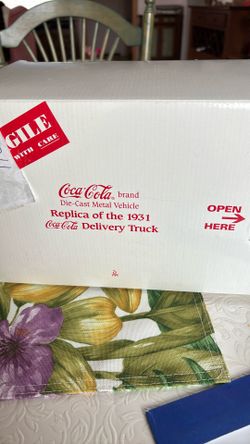 GILE
WITH CARE
Coca-Cola® brand
Die-Cast Metal Vehicle
Replica of the 1931
Coca-Cola Delivery Truck
OPEN
HERE